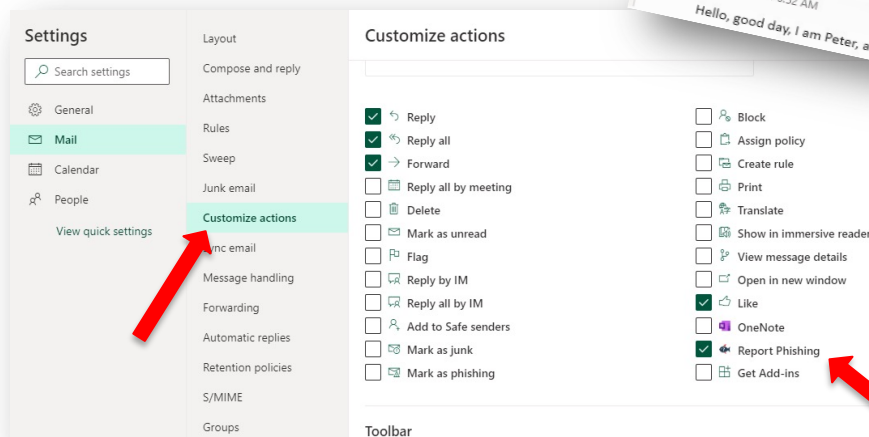 :52 AM
Hello, good day, I am Peter, a
Settings
Search settings
General
Mail
Calendar
People
View quick settings
Layout
Compose and reply
Attachments
Rules
Sweep
Junk email
Customize actions
ync email
Message handling
Forwarding
Automatic replies
Retention policies
S/MIME
Groups
Customize actions
Reply
Reply all
Forward
Reply all by meeting
Delete
Mark as unread
Flag
Reply by IM
Reply all by IM
Add to Safe senders
Mark as junk
Mark as phishing
Block
Assign policy
Create rule
Print
Translate
Show in immersive reader
View message details
Open in new window
Like
OneNote
Report Phishing
Get Add-ins
Toolbar